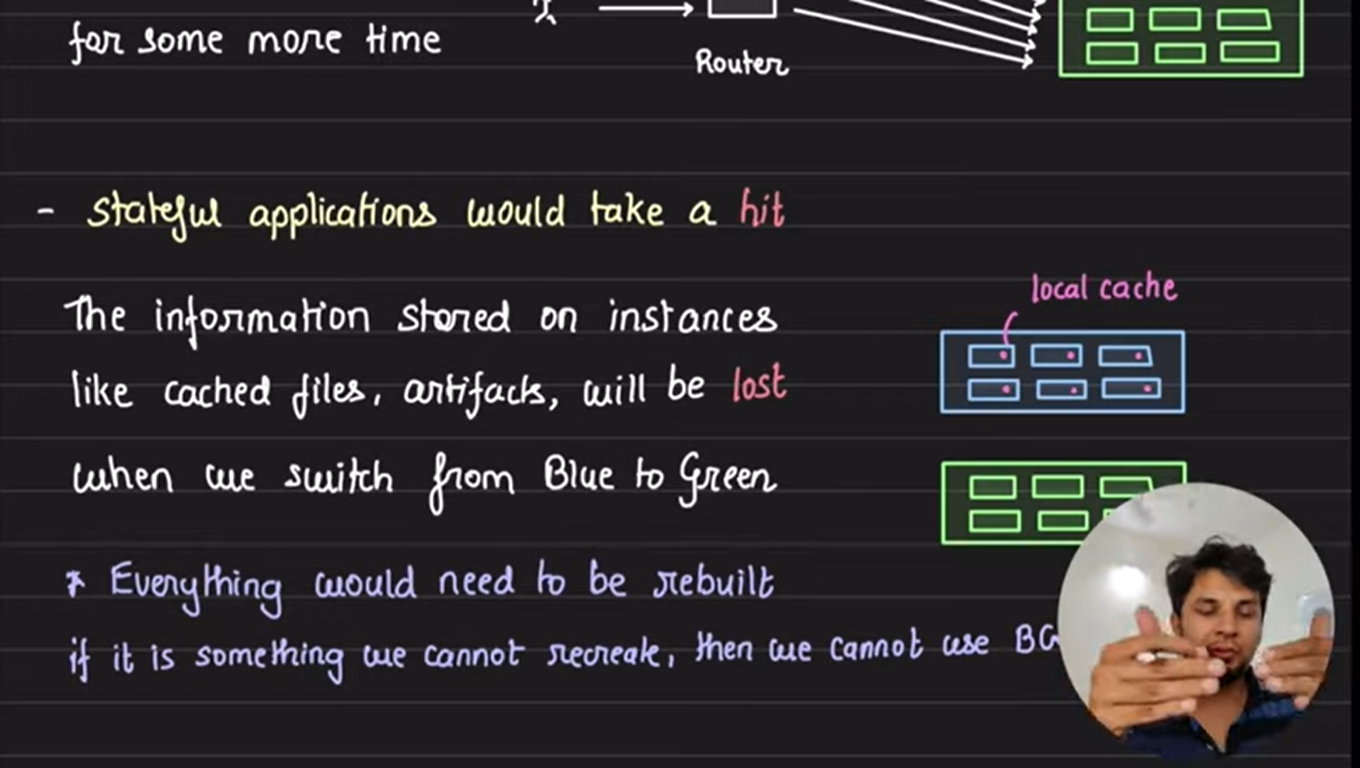 for some more time
Router
- Stateful applications would take a hit
local cache
The information stored on instances
like cached files, artifacts, will be lost
when we switch from Blue to Green
* Everything would need to be rebuilt
if it is something we cannot recreate, then we cannot use BG